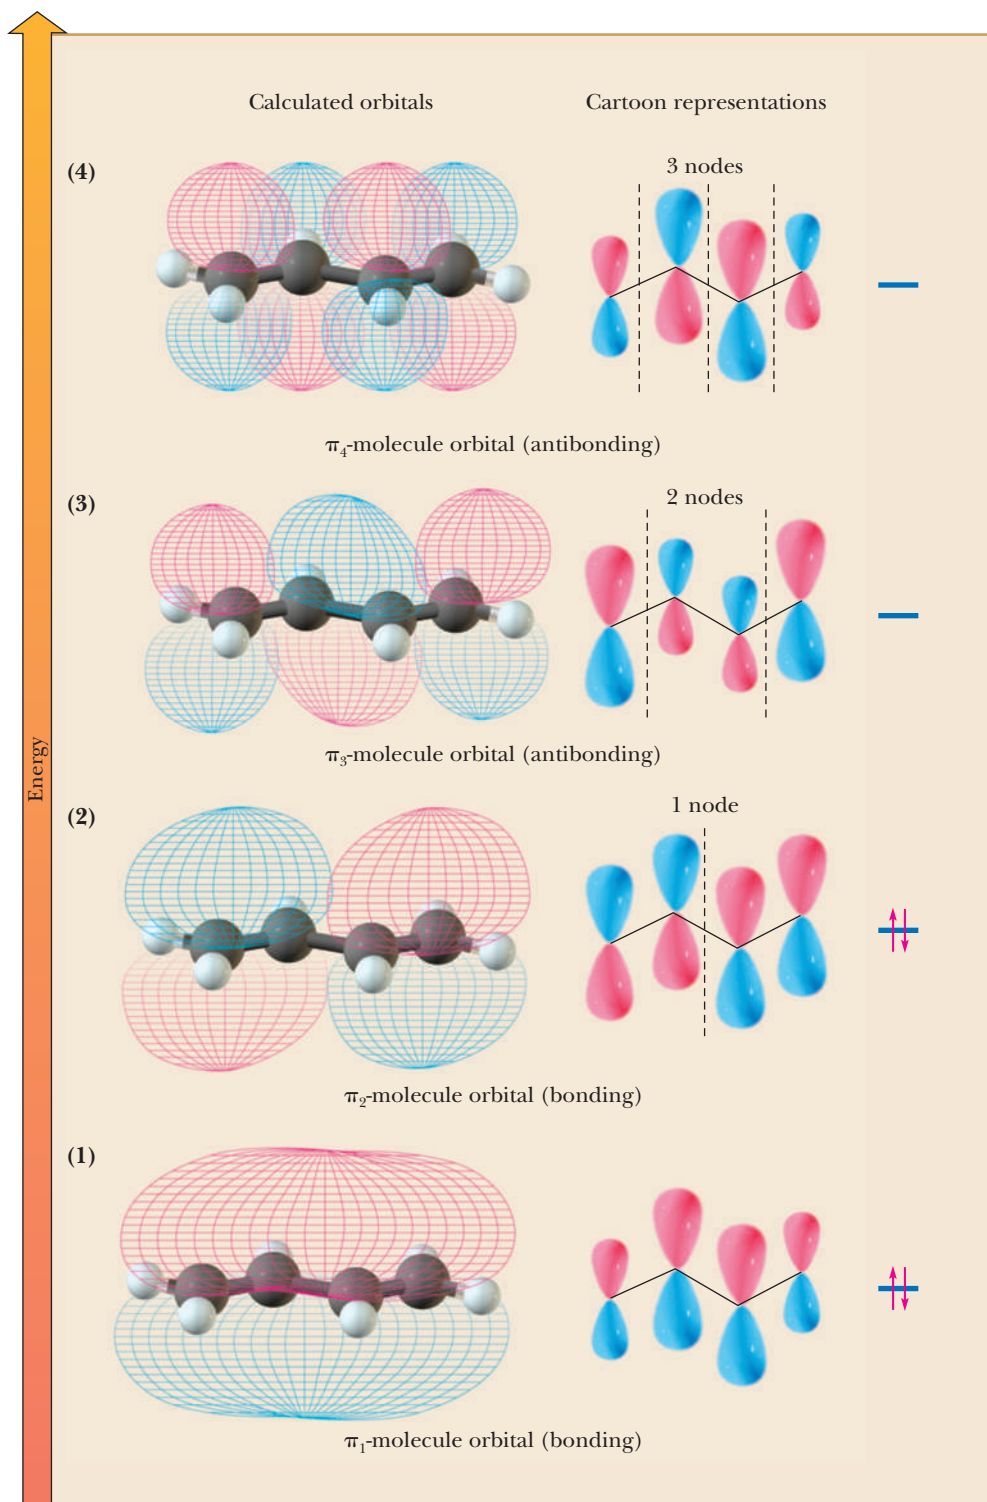 Calculated orbitals
Cartoon representations
(4)
3 nodes
π₄-molecule orbital (antibonding)
(3)
2 nodes
π₃-molecule orbital (antibonding)
Energy
(2)
1 node
π₂-molecule orbital (bonding)
(1)
π₁-molecule orbital (bonding)